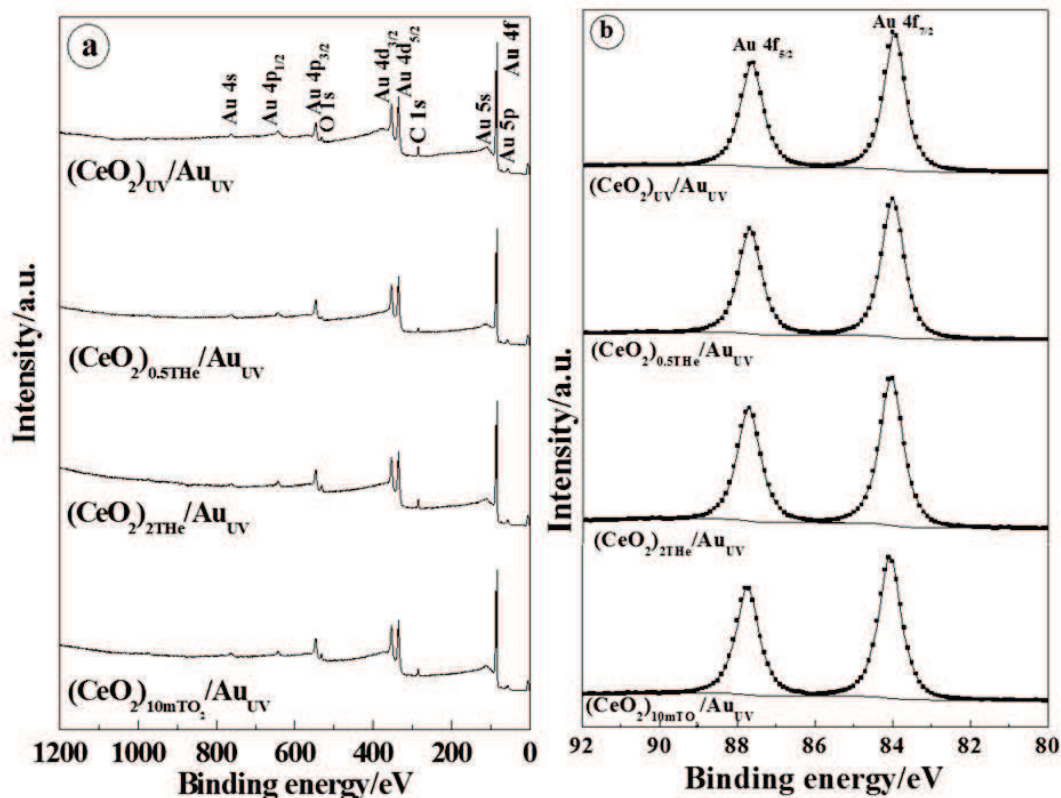 a
Intensity/a.u.
Au 4s
Au 4p1/2
Au 4p3/2
O 1s
Au 4d3/2
Au 4d5/2
C 1s
Au 5s
Au 5p
Au 4f
(CeO2)UV/AuUV
(CeO2)0.5THe/AuUV
(CeO2)2THe/AuUV
(CeO2)10mTO2/AuUV
1200 1000 800 600 400 200 0
Binding energy/eV
b
Intensity/a.u.
Au 4f5/2
Au 4f7/2
(CeO2)UV/AuUV
(CeO2)0.5THe/AuUV
(CeO2)2THe/AuUV
(CeO2)10mTO2/AuUV
92 90 88 86 84 82 80
Binding energy/eV